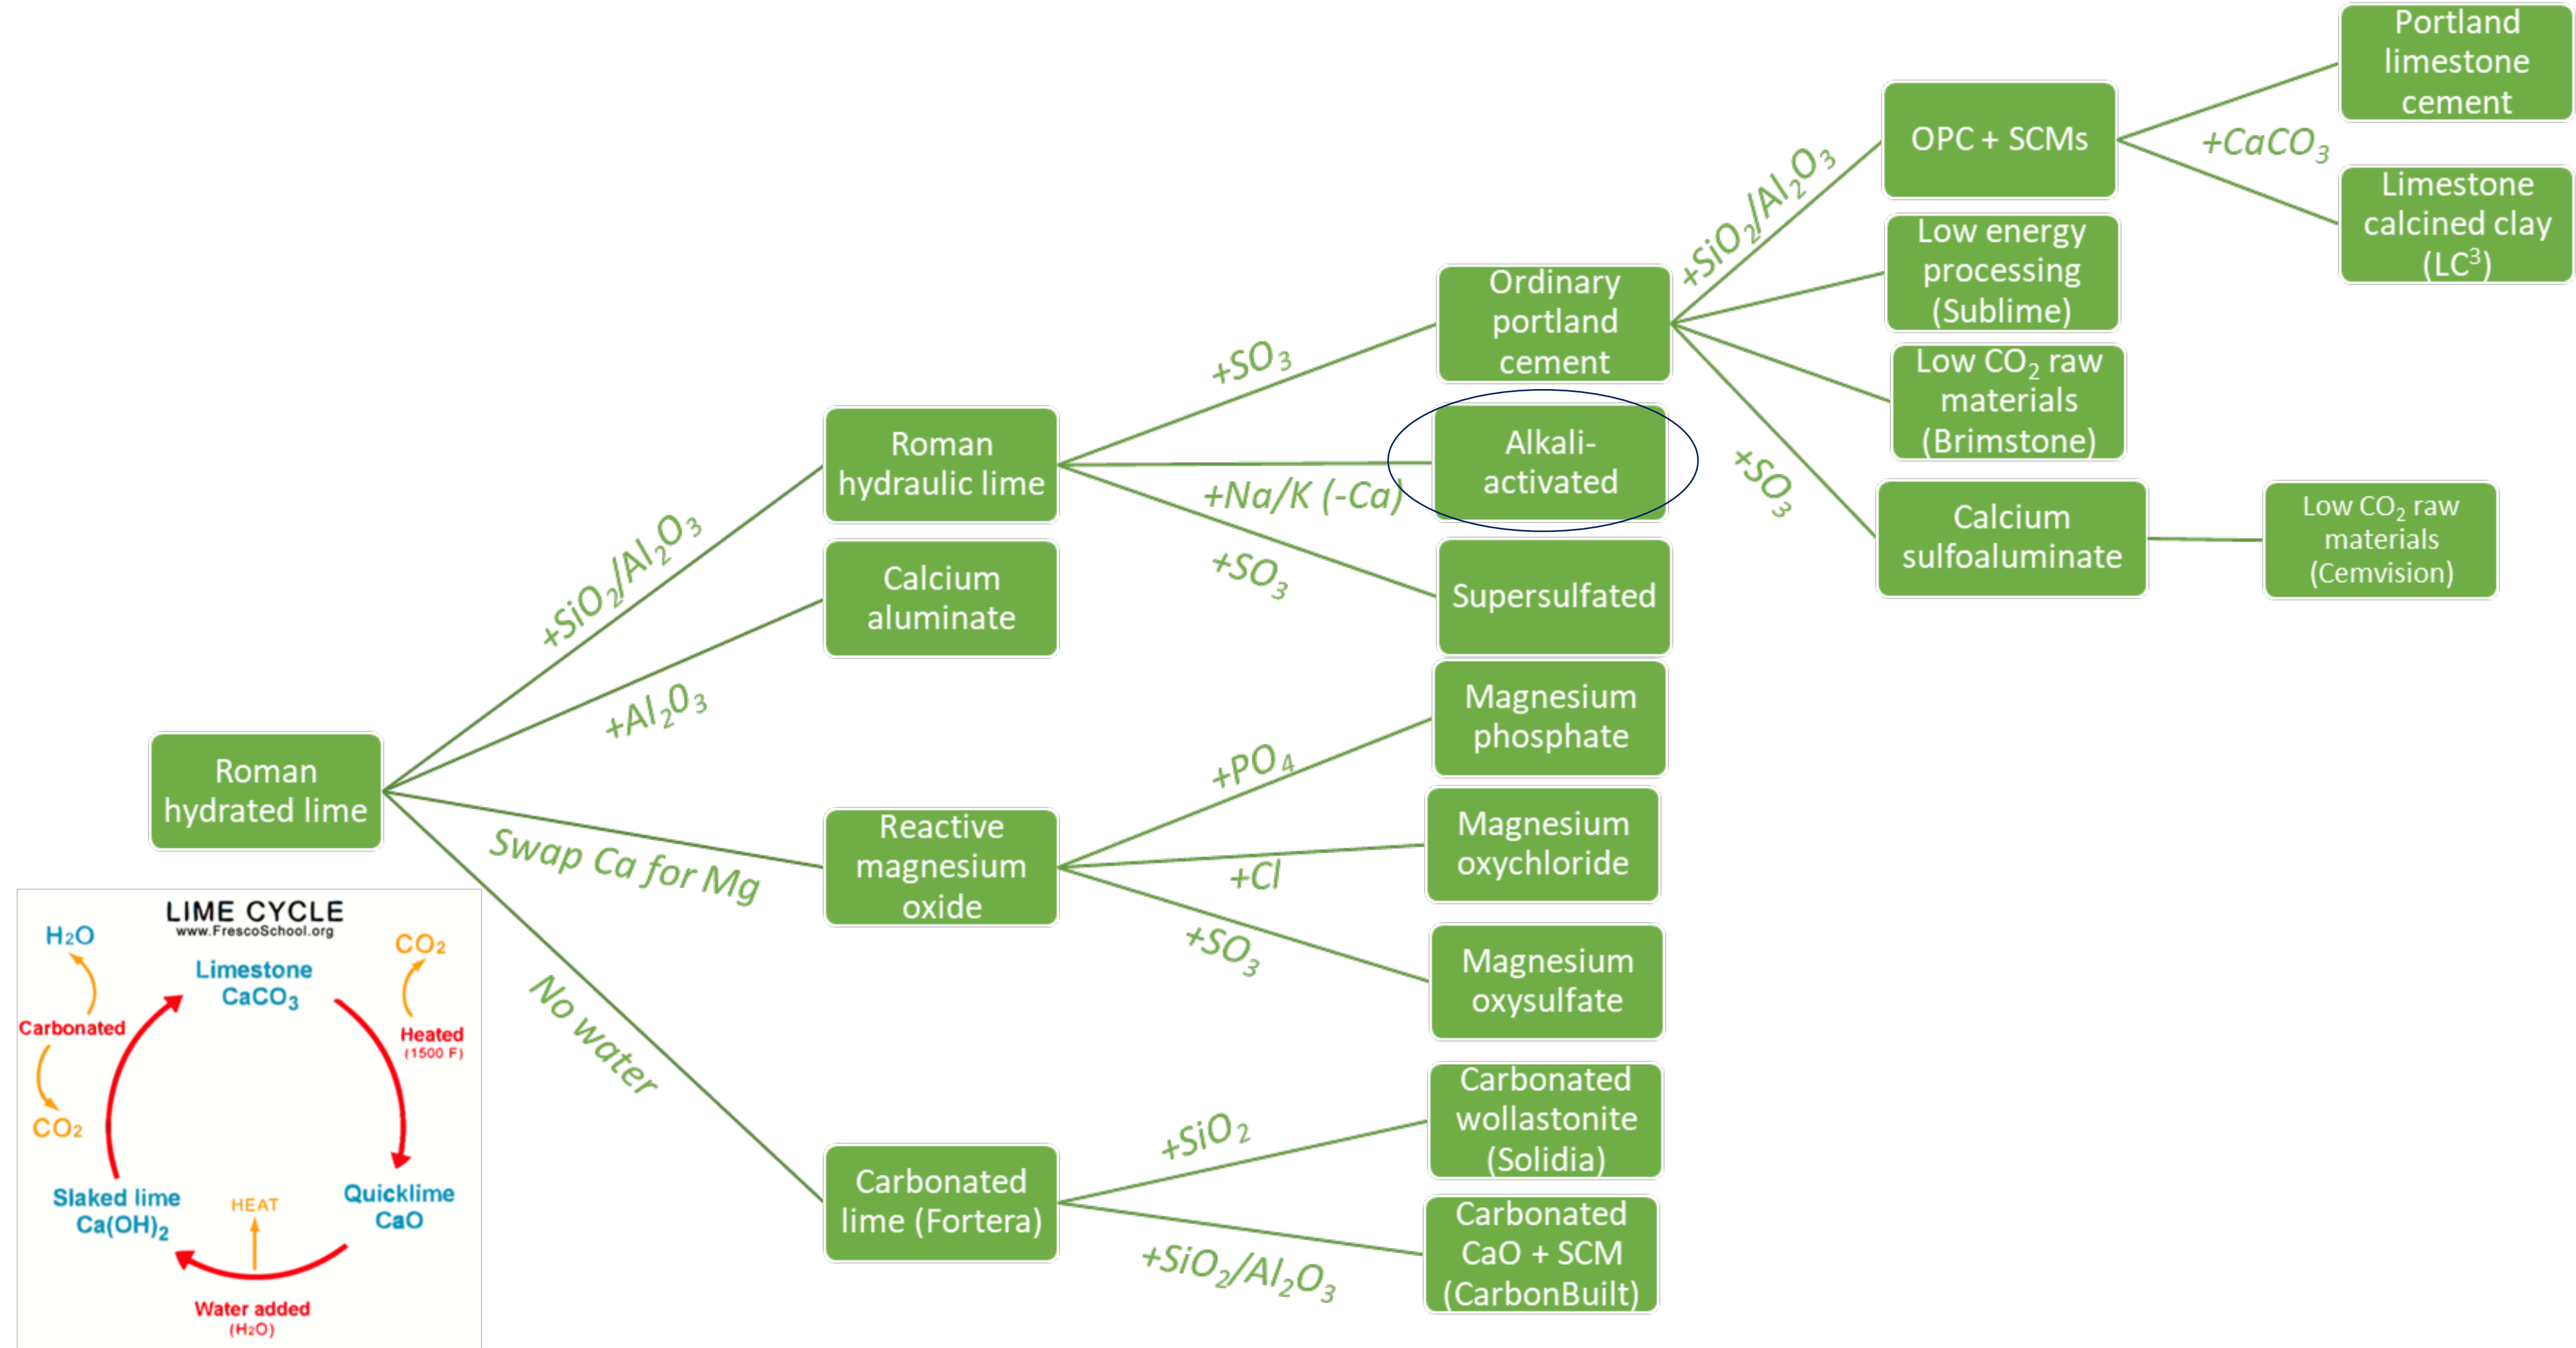 Roman
hydrated lime
+SiO₂/Al₂O₃
+Al₂0₃
Swap Ca for Mg
No water
Roman
hydraulic lime
Calcium
aluminate
Reactive
magnesium
oxide
Carbonated
lime (Fortera)
+SO₃
+Na/K (-Ca)
+SO₃
+PO₄
+Cl
+SO₃
+SiO₂
+SiO₂/Al₂O₃
Ordinary
portland
cement
Alkali-
activated
Supersulfated
Magnesium
phosphate
Magnesium
oxychloride
Magnesium
oxysulfate
Carbonated
wollastonite
(Solidia)
Carbonated
CaO + SCM
(CarbonBuilt)
+SiO₂/Al₂O₃
+SO₃
OPC + SCMs
Low energy
processing
(Sublime)
Low CO₂ raw
materials
(Brimstone)
Calcium
sulfoaluminate
+CaCO₃
Portland
limestone
cement
Limestone
calcined clay
(LC³)
Low CO₂ raw
materials
(Cemvision)
LIME CYCLE
www.FrescoSchool.org
H₂O
CO₂
Limestone
CaCO₃
Carbonated
Heated
(1500 F)
CO₂
Slaked lime
Ca(OH)₂
HEAT
Quicklime
CaO
Water added
(H₂O)